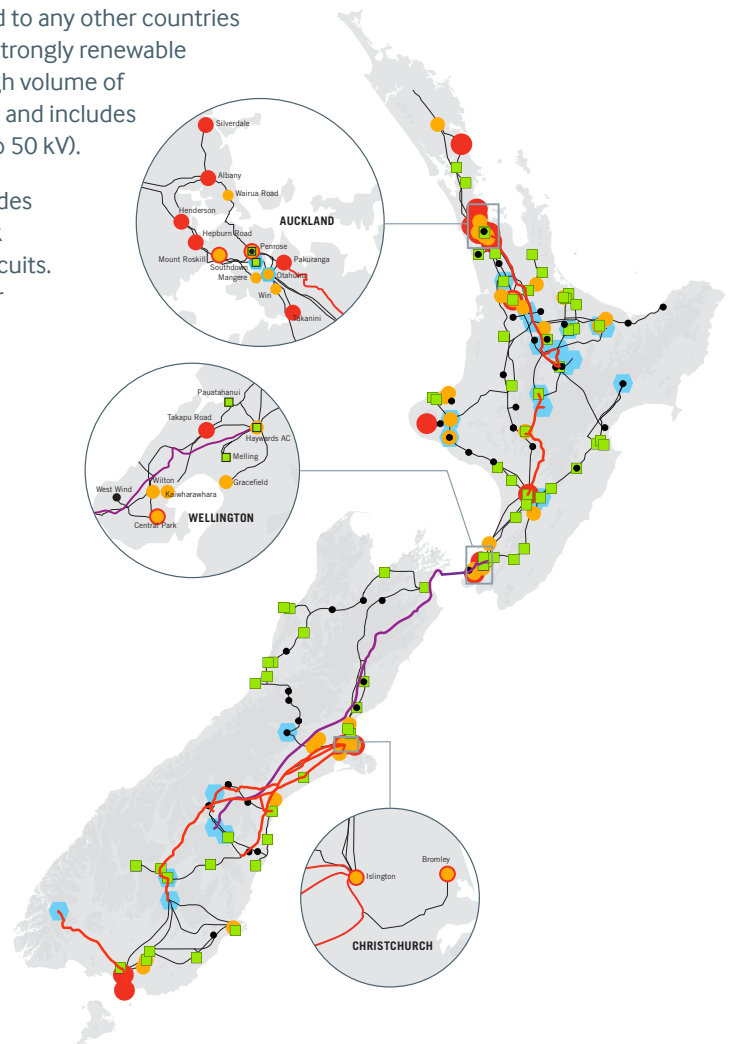 d to any other countries
trongly renewable
gh volume of
and includes
o 50 kV).
des
cuits.
r
Silverdale
Albany
Wairua Road
Henderson
AUCKLAND
Hepburn Road
Penrose
Mount Roskill
Pakuranga
Southdown
Otahuhu
Mangere
Win
Takanini
Pauatahanui
Takapu Road
Haywards AC
Melling
West Wind
Wilton
Gracefield
Kaiwharawhara
Central Park
WELLINGTON
Bromley
Islington
CHRISTCHURCH